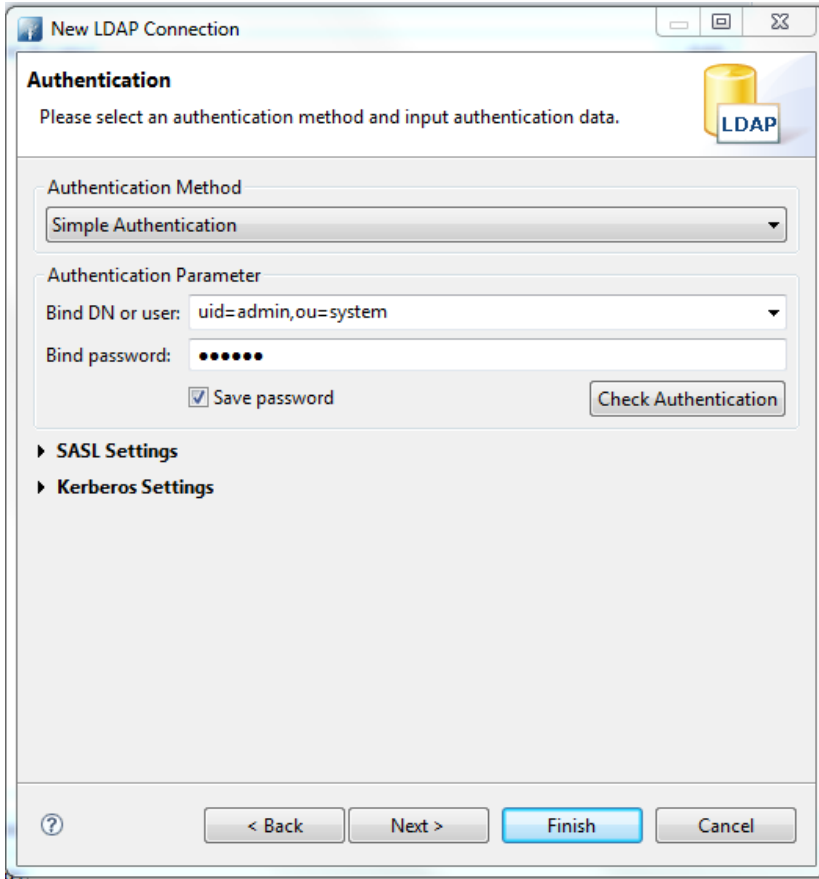 New LDAP Connection
Authentication
Please select an authentication method and input authentication data.
LDAP
Authentication Method
Simple Authentication
Authentication Parameter
Bind DN or user: uid=admin,ou=system
Bind password: ●●●●●●
Save password Check Authentication
SASL Settings
Kerberos Settings
? < Back Next > Finish Cancel